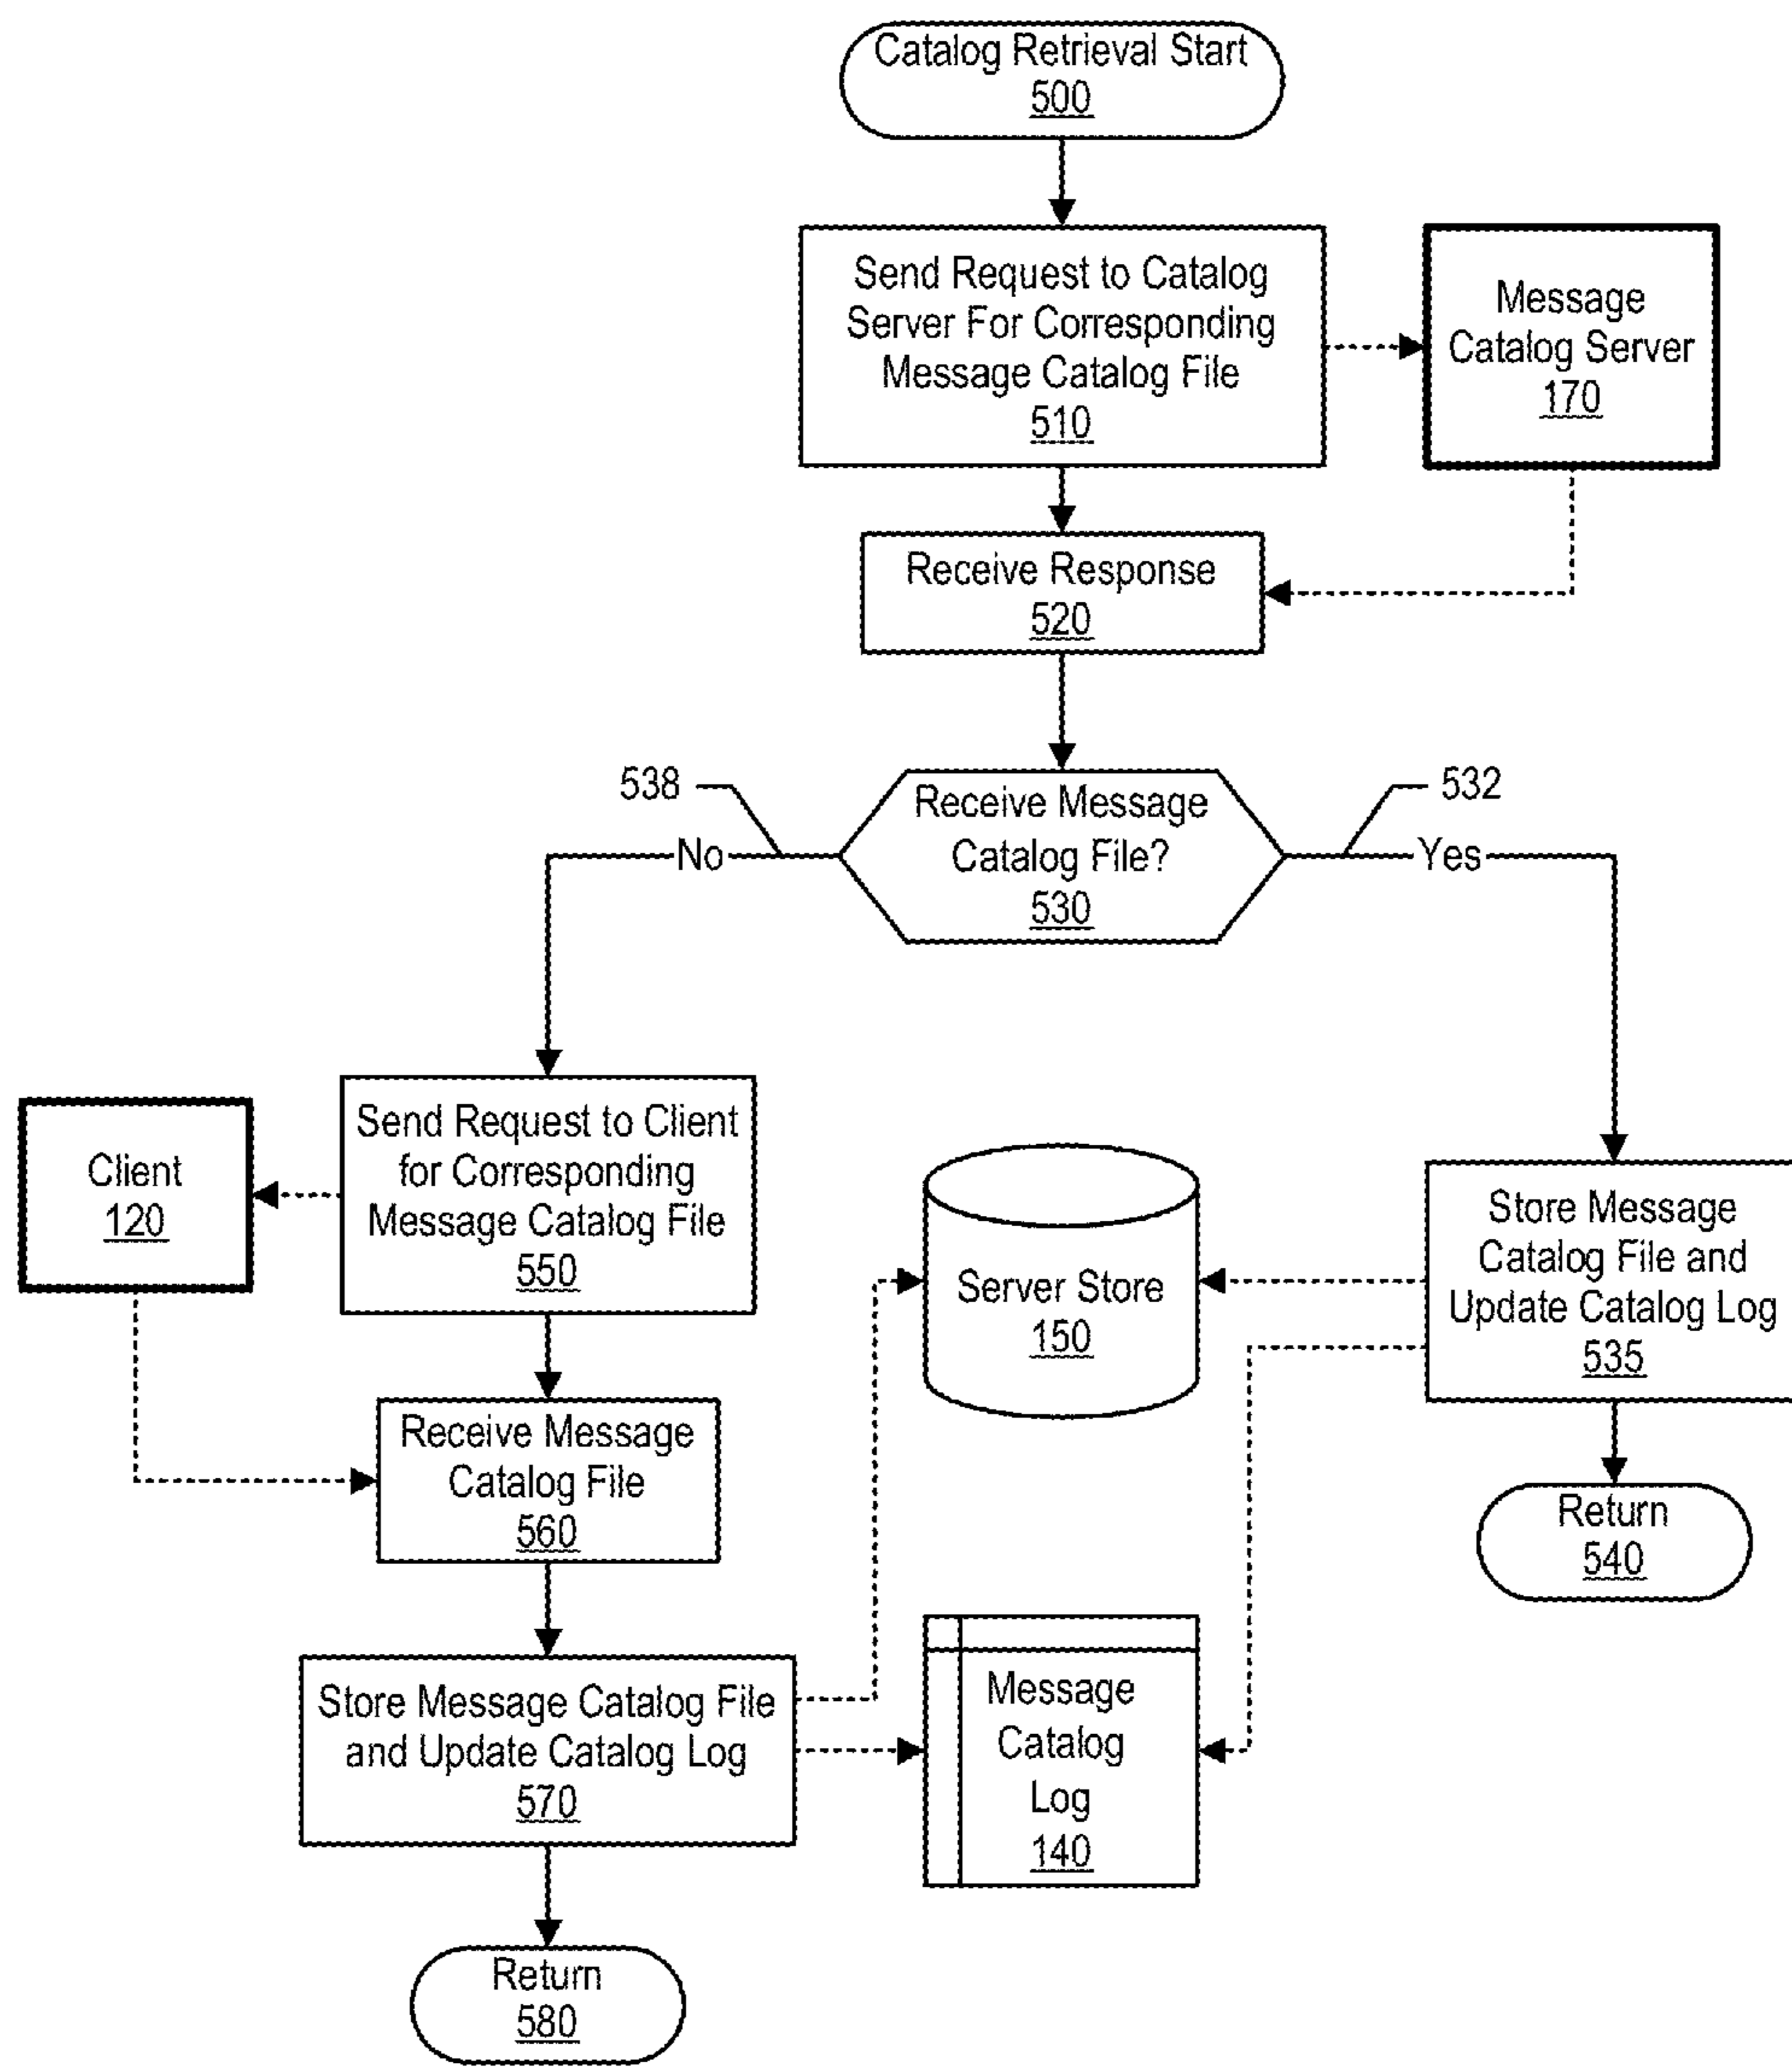 Catalog Retrieval Start
500
Send Request to Catalog
Server For Corresponding
Message Catalog File
510
Message
Catalog Server
170
Receive Response
520
538
532
Receive Message
Catalog File?
530
No
Yes
Send Request to Client
for Corresponding
Message Catalog File
550
Client
120
Server Store
150
Store Message
Catalog File and
Update Catalog Log
535
Receive Message
Catalog File
560
Return
540
Store Message Catalog File
and Update Catalog Log
570
Message
Catalog
Log
140
Return
580